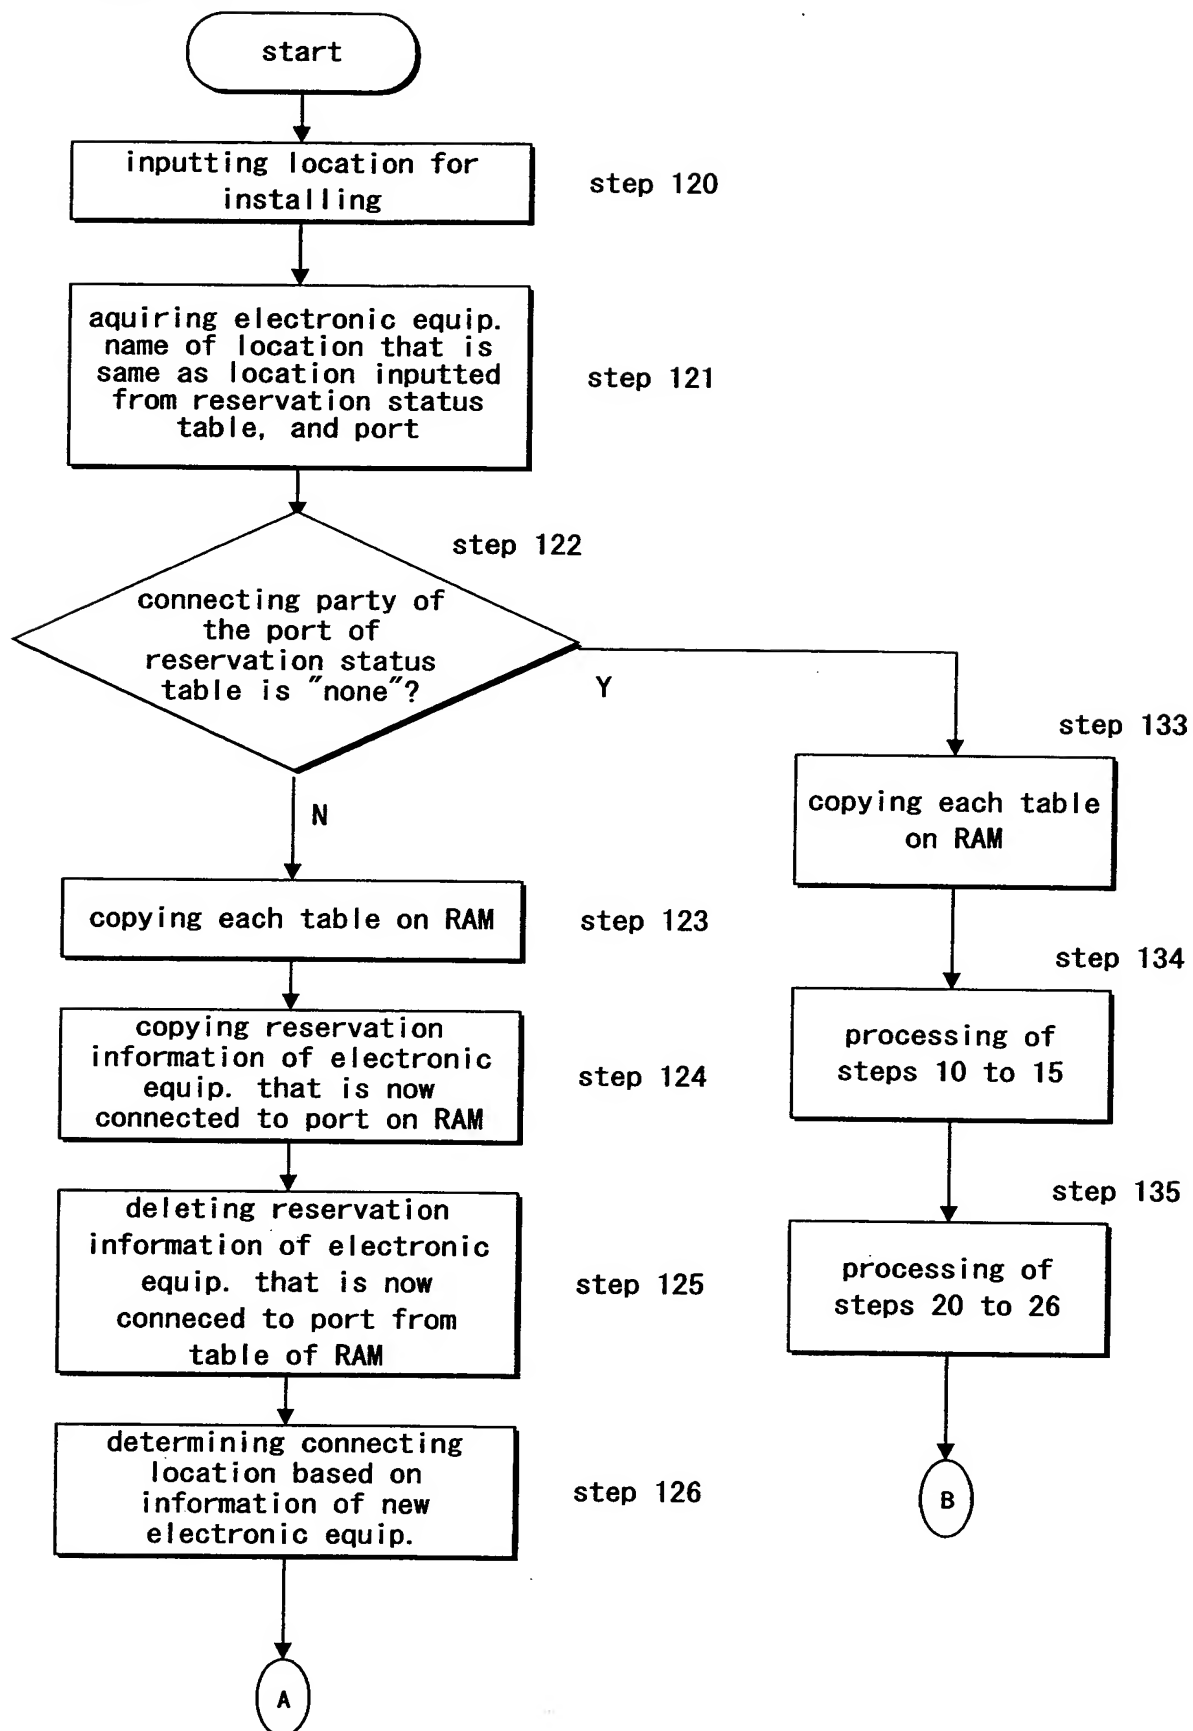 start
inputting location for
installing
step 120
aquiring electronic equip.
name of location that is
same as location inputted
from reservation status
table, and port
step 121
step 122
connecting party of
the port of
reservation status
table is "none"?
Y
N
copying each table on RAM
step 123
copying reservation
information of electronic
equip. that is now
connected to port on RAM
step 124
deleting reservation
information of electronic
equip. that is now
conneced to port from
table of RAM
step 125
determining connecting
location based on
information of new
electronic equip.
step 126
A
step 133
copying each table
on RAM
step 134
processing of
steps 10 to 15
step 135
processing of
steps 20 to 26
B